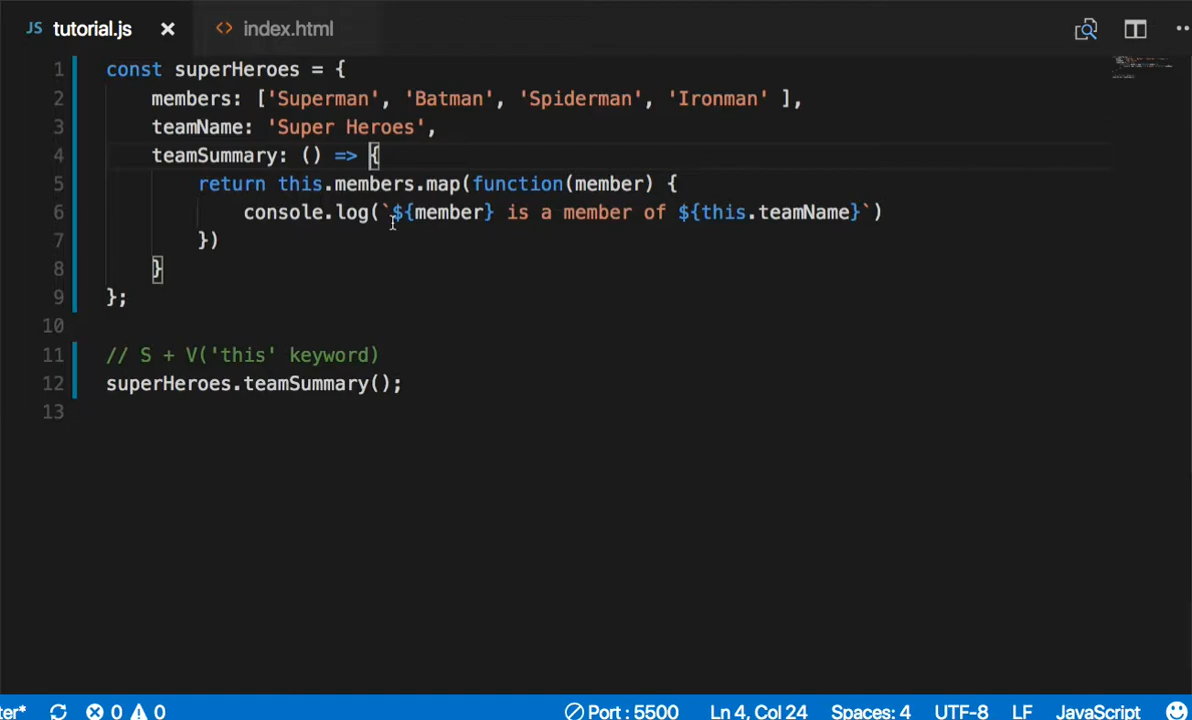 JS tutorial.js × <> index.html
1 const superHeroes = {
2 members: ['Superman', 'Batman', 'Spiderman', 'Ironman' ],
3 teamName: 'Super Heroes',
4 teamSummary: () => {
5 return this.members.map(function(member) {
6 console.log(`${member} is a member of ${this.teamName}`)
7 })
8 }
9 };
10
11 // S + V('this' keyword)
12 superHeroes.teamSummary();
13
ter* 0 0 Port : 5500 Ln 4, Col 24 Spaces: 4 UTF-8 LF JavaScript